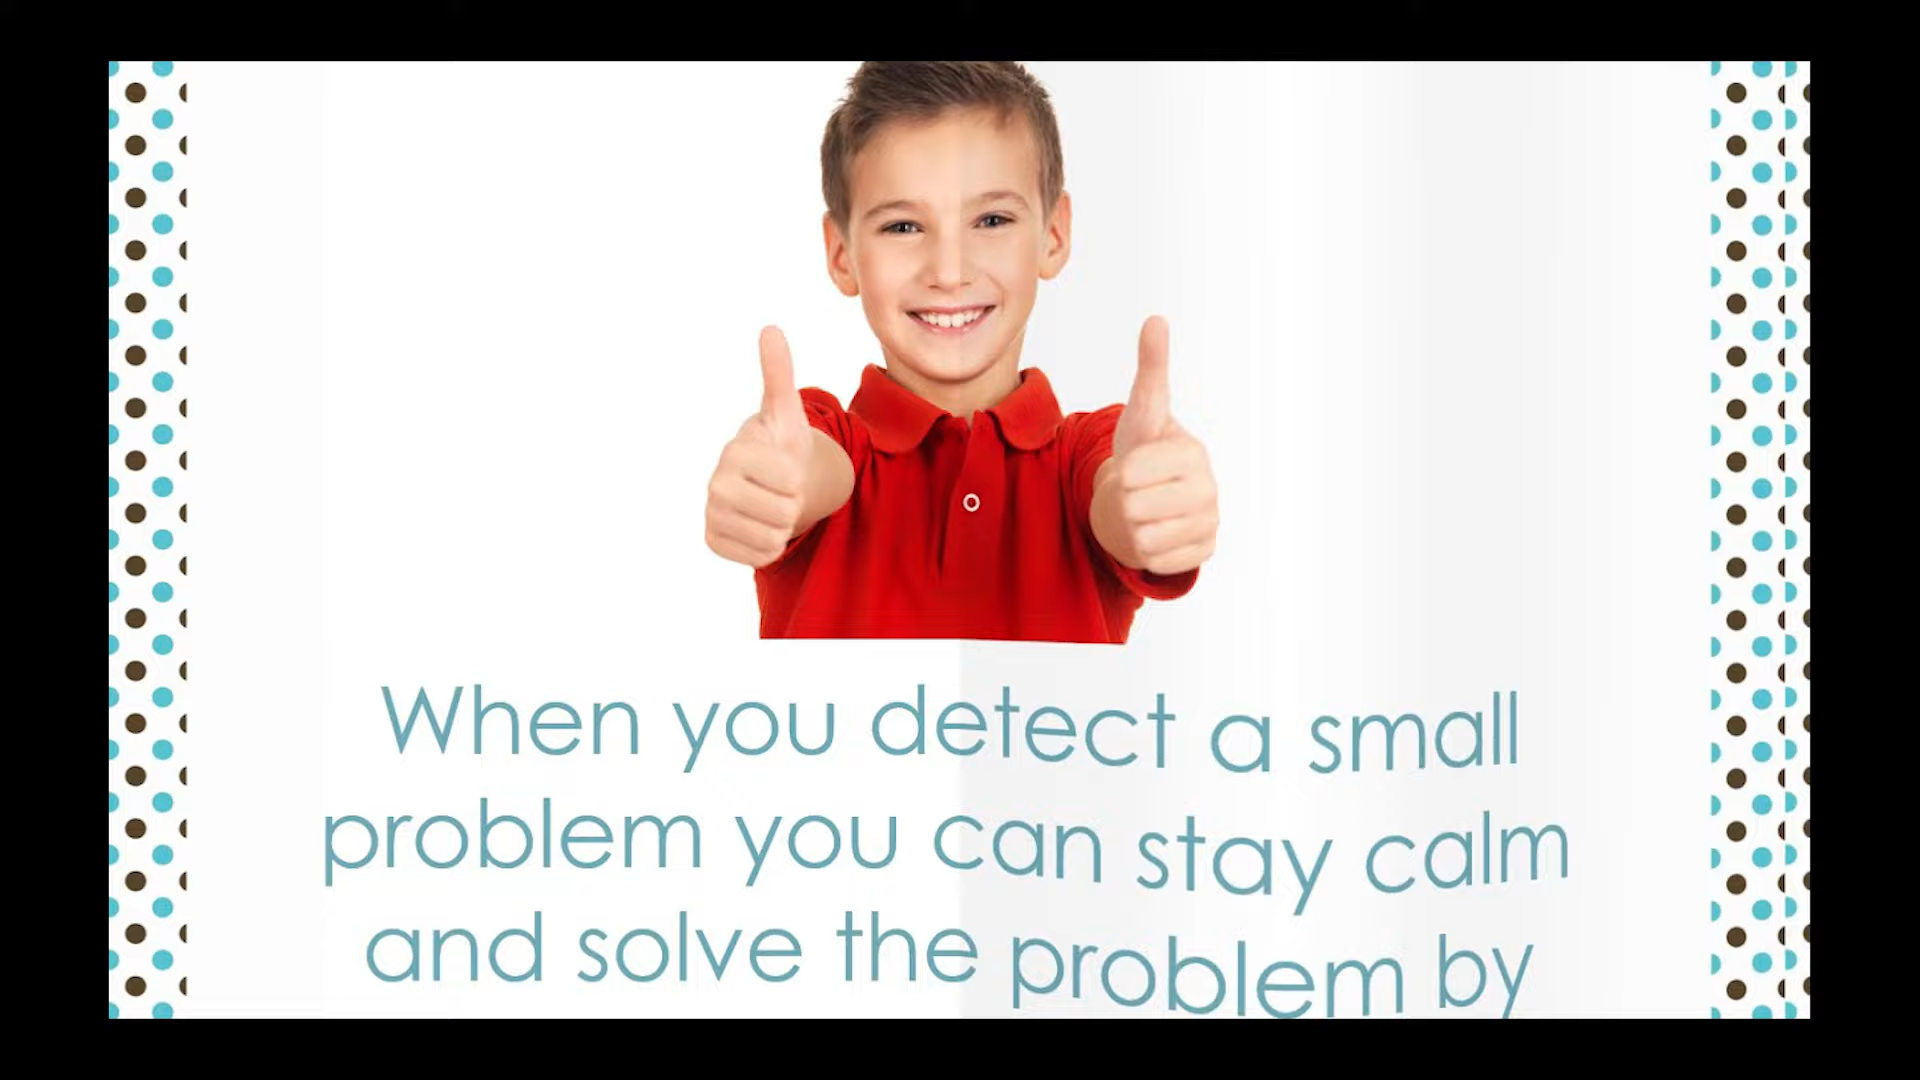 When you detect a small
problem you can stay calm
and solve the problem by